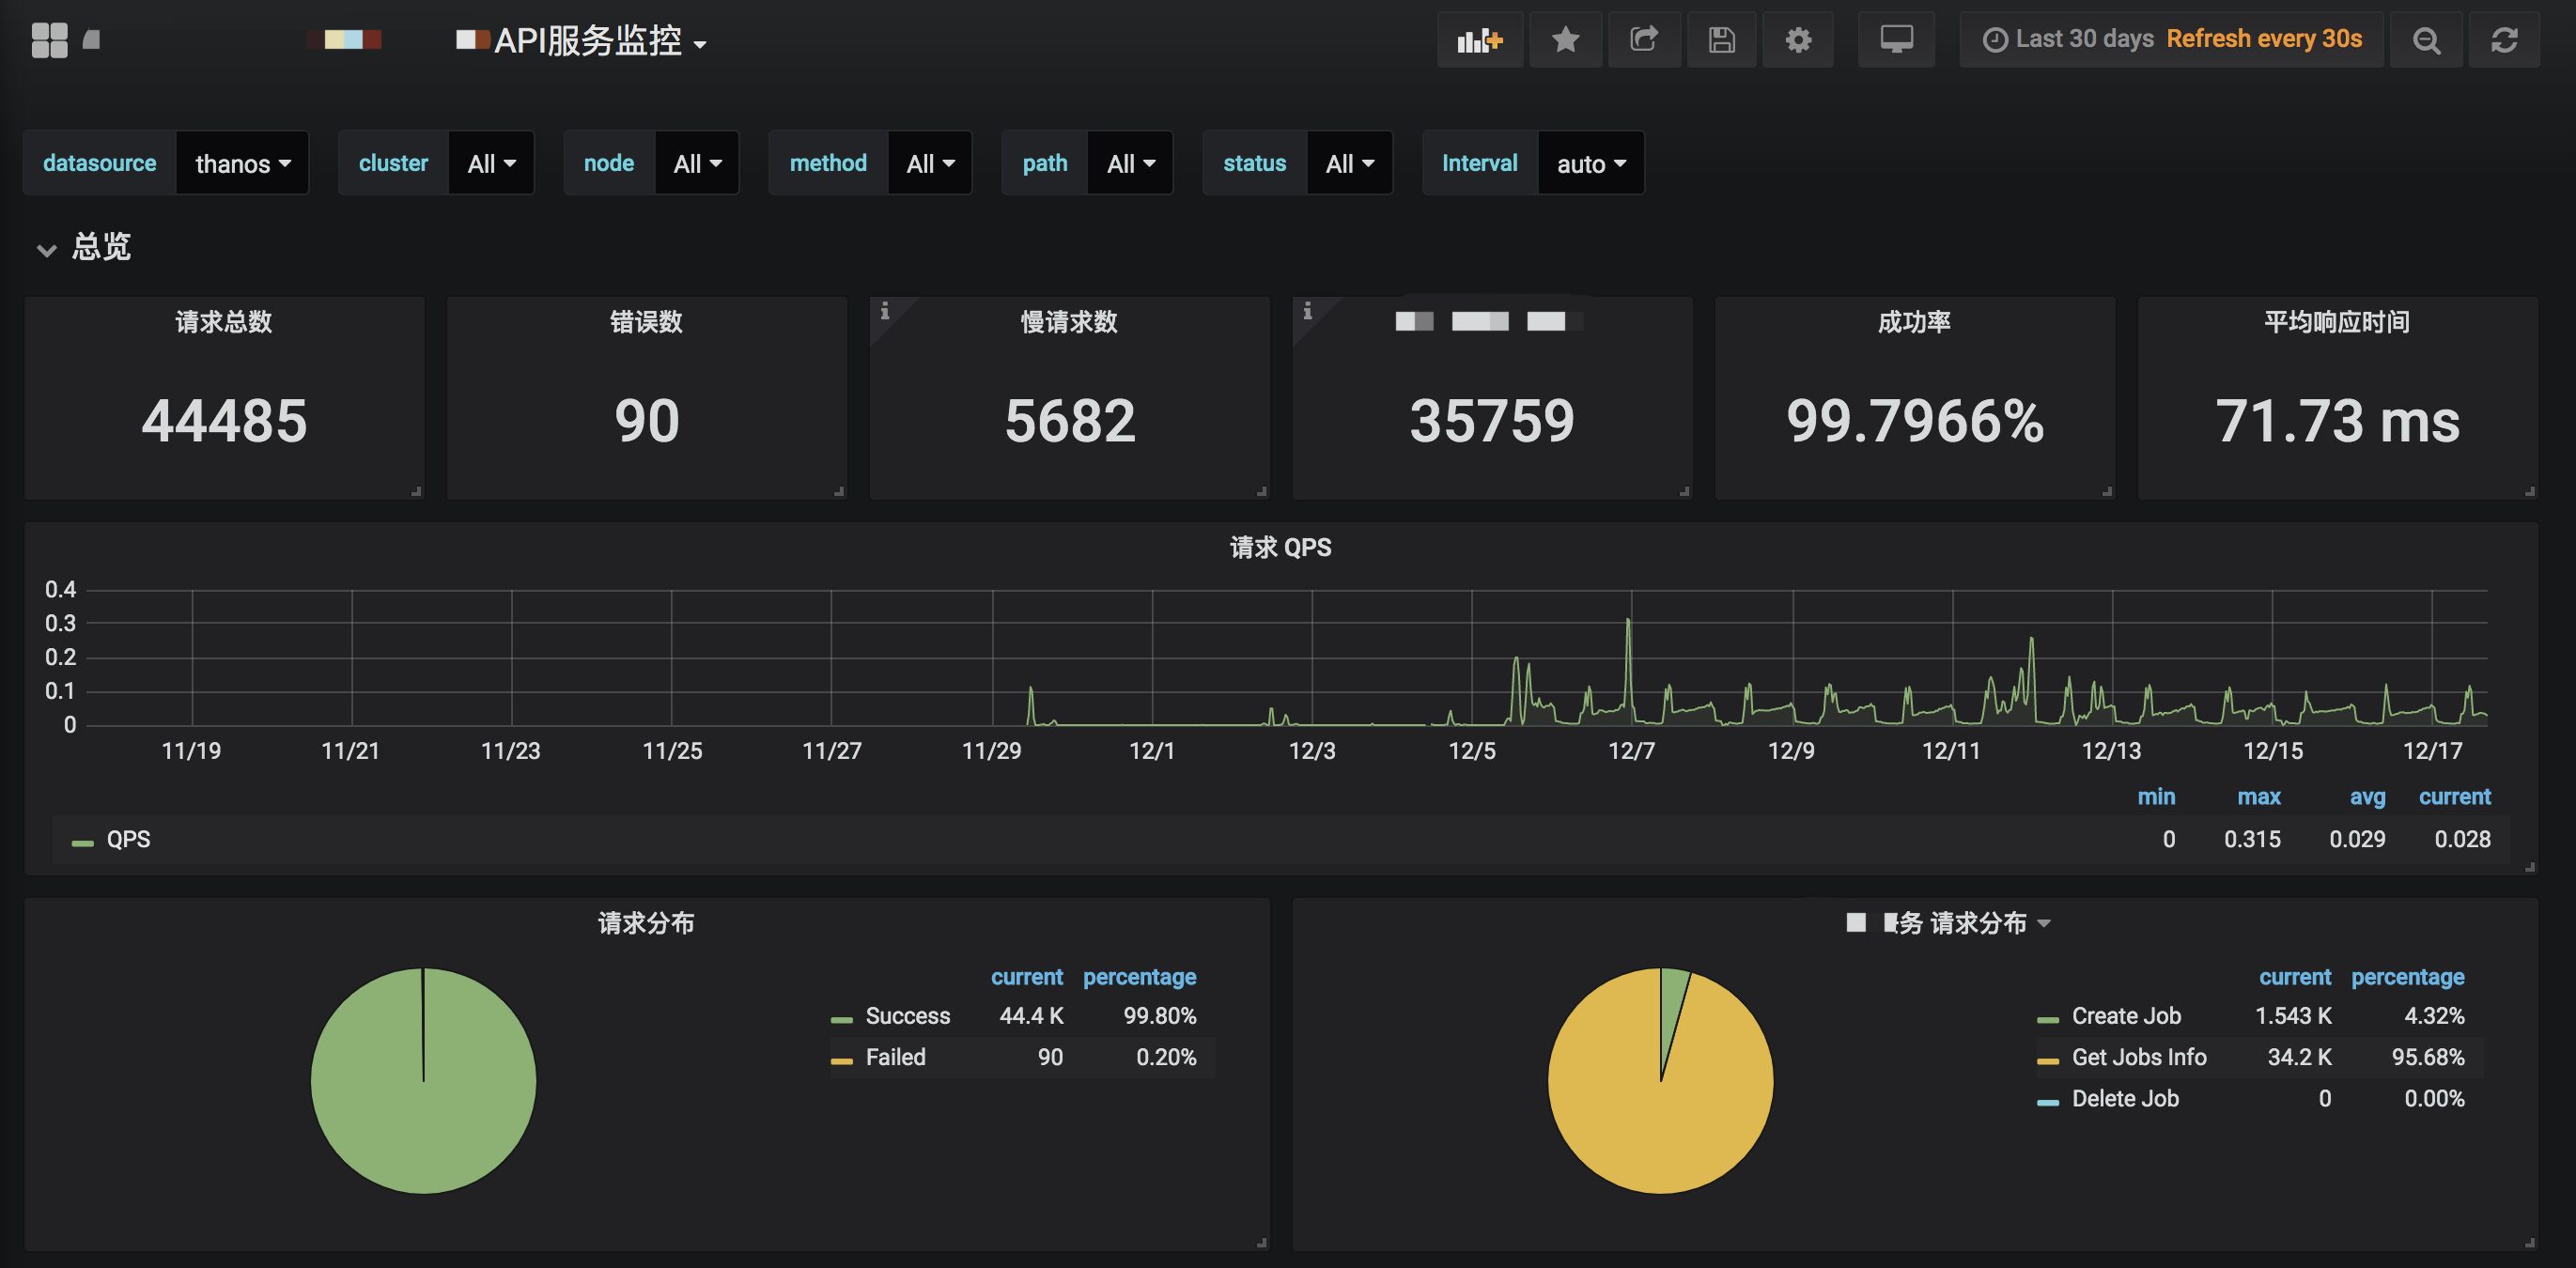 API服务监控
Last 30 days Refresh every 30s
datasource thanos cluster All node All method All path All status All Interval auto
总览
请求总数
44485
错误数
90
慢请求数
5682
35759
成功率
99.7966%
平均响应时间
71.73 ms
请求 QPS
0.4
0.3
0.2
0.1
0
11/19 11/21 11/23 11/25 11/27 11/29 12/1 12/3 12/5 12/7 12/9 12/11 12/13 12/15 12/17
min max avg current
QPS 0 0.315 0.029 0.028
请求分布
current percentage
Success 44.4 K 99.80%
Failed 90 0.20%
务 请求分布
current percentage
Create Job 1.543 K 4.32%
Get Jobs Info 34.2 K 95.68%
Delete Job 0 0.00%